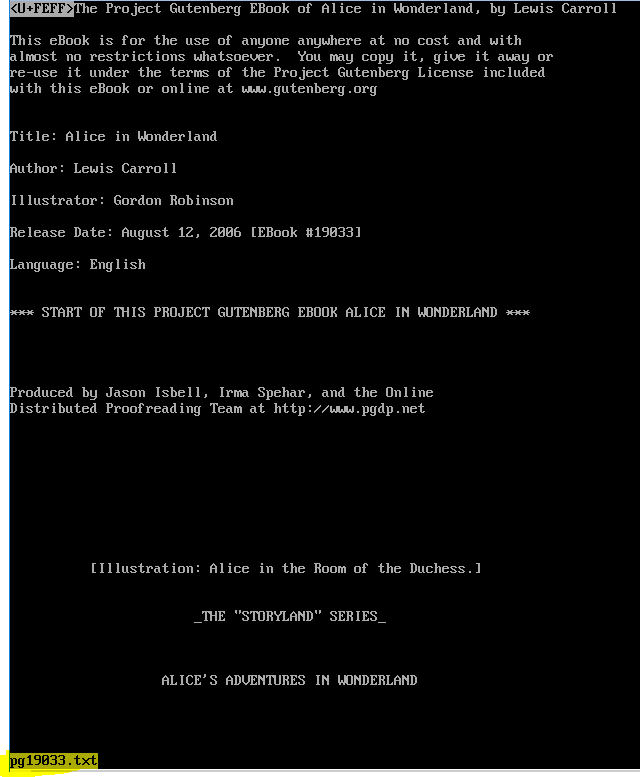 <U+FEFF>The Project Gutenberg EBook of Alice in Wonderland, by Lewis Carroll
This eBook is for the use of anyone anywhere at no cost and with
almost no restrictions whatsoever.  You may copy it, give it away or
re-use it under the terms of the Project Gutenberg License included
with this eBook or online at www.gutenberg.org
Title: Alice in Wonderland
Author: Lewis Carroll
Illustrator: Gordon Robinson
Release Date: August 12, 2006 [EBook #19033]
Language: English
*** START OF THIS PROJECT GUTENBERG EBOOK ALICE IN WONDERLAND ***
Produced by Jason Isbell, Irma Spehar, and the Online
Distributed Proofreading Team at http://www.pgdp.net
[Illustration: Alice in the Room of the Duchess.]
_THE "STORYLAND" SERIES_
ALICE'S ADVENTURES IN WONDERLAND
pg19033.txt